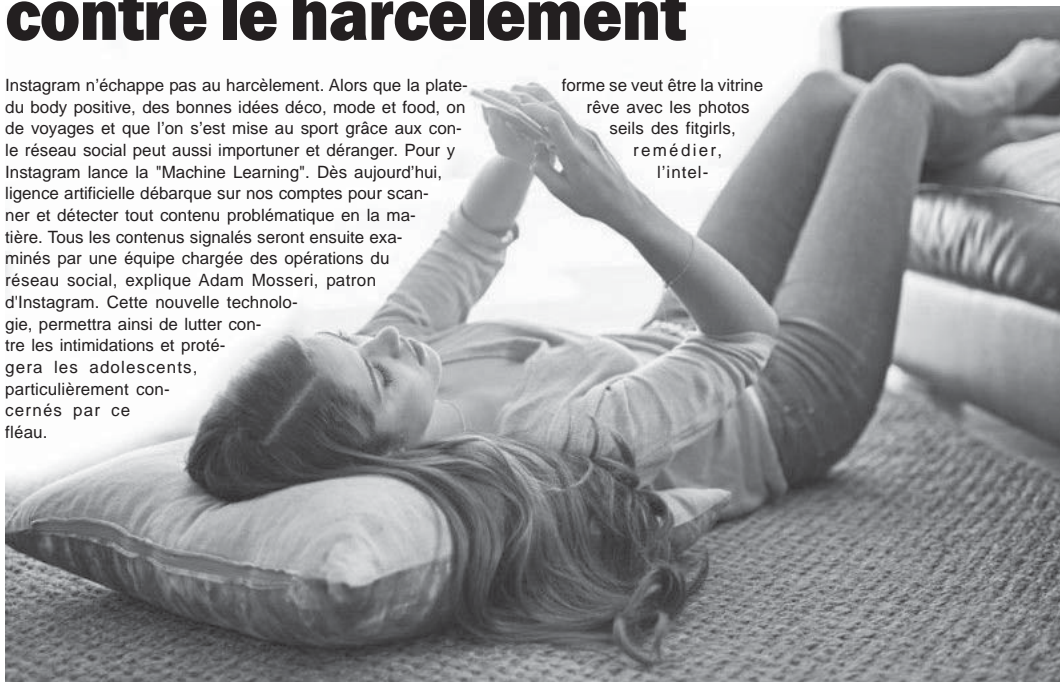 contre le harcèlement
Instagram n’échappe pas au harcèlement. Alors que la plate- forme se veut être la vitrine
du body positive, des bonnes idées déco, mode et food, on rêve avec les photos
de voyages et que l’on s’est mise au sport grâce aux con- seils des fitgirls,
le réseau social peut aussi importuner et déranger. Pour y remédier,
Instagram lance la "Machine Learning". Dès aujourd’hui, l’intel-
ligence artificielle débarque sur nos comptes pour scan-
ner et détecter tout contenu problématique en la ma-
tière. Tous les contenus signalés seront ensuite exa-
minés par une équipe chargée des opérations du
réseau social, explique Adam Mosseri, patron
d'Instagram. Cette nouvelle technolo-
gie, permettra ainsi de lutter con-
tre les intimidations et proté-
gera les adolescents,
particulièrement con-
cernés par ce
fléau.